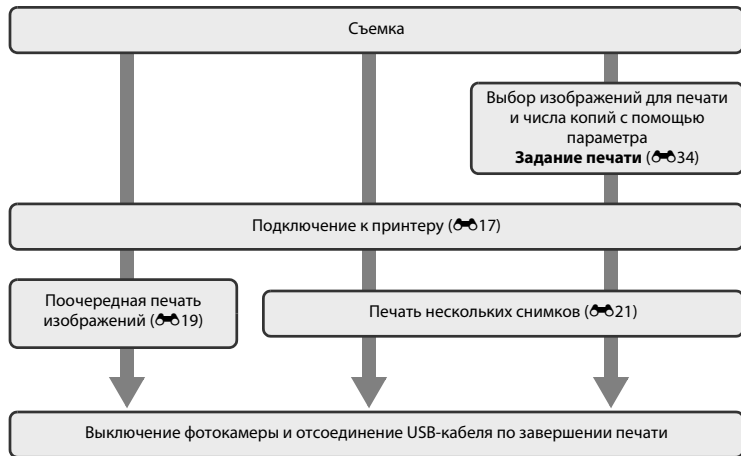 Съемка
Выбор изображений для печати
и числа копий с помощью
параметра
Задание печати (34)
Подключение к принтеру (17)
Поочередная печать
изображений (19)
Печать нескольких снимков (21)
Выключение фотокамеры и отсоединение USB-кабеля по завершении печати